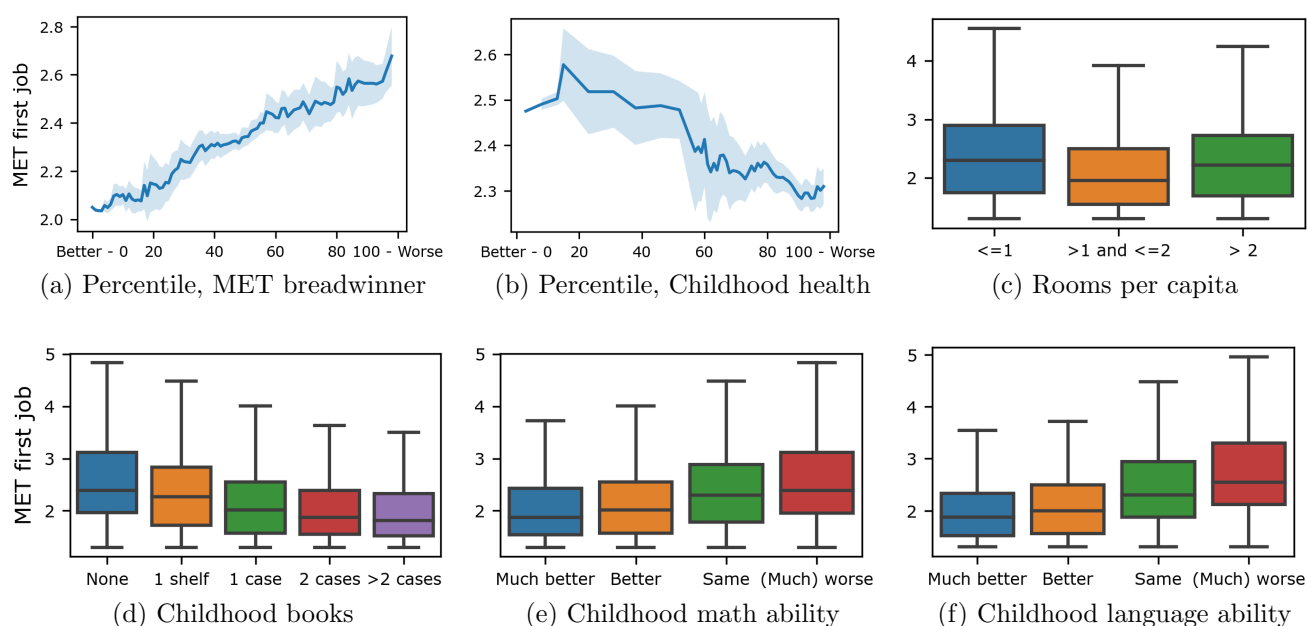 MET first job
2.8
2.6
2.4
2.2
2.0
Better - 0 20 40 60 80 100 - Worse
(a) Percentile, MET breadwinner
2.6
2.5
2.4
2.3
Better - 0 20 40 60 80 100 - Worse
(b) Percentile, Childhood health
4
3
2
<=1 >1 and <=2 > 2
(c) Rooms per capita
MET first job
5
4
3
2
None 1 shelf 1 case 2 cases >2 cases
(d) Childhood books
5
4
3
2
Much better Better Same (Much) worse
(e) Childhood math ability
5
4
3
2
Much better Better Same (Much) worse
(f) Childhood language ability